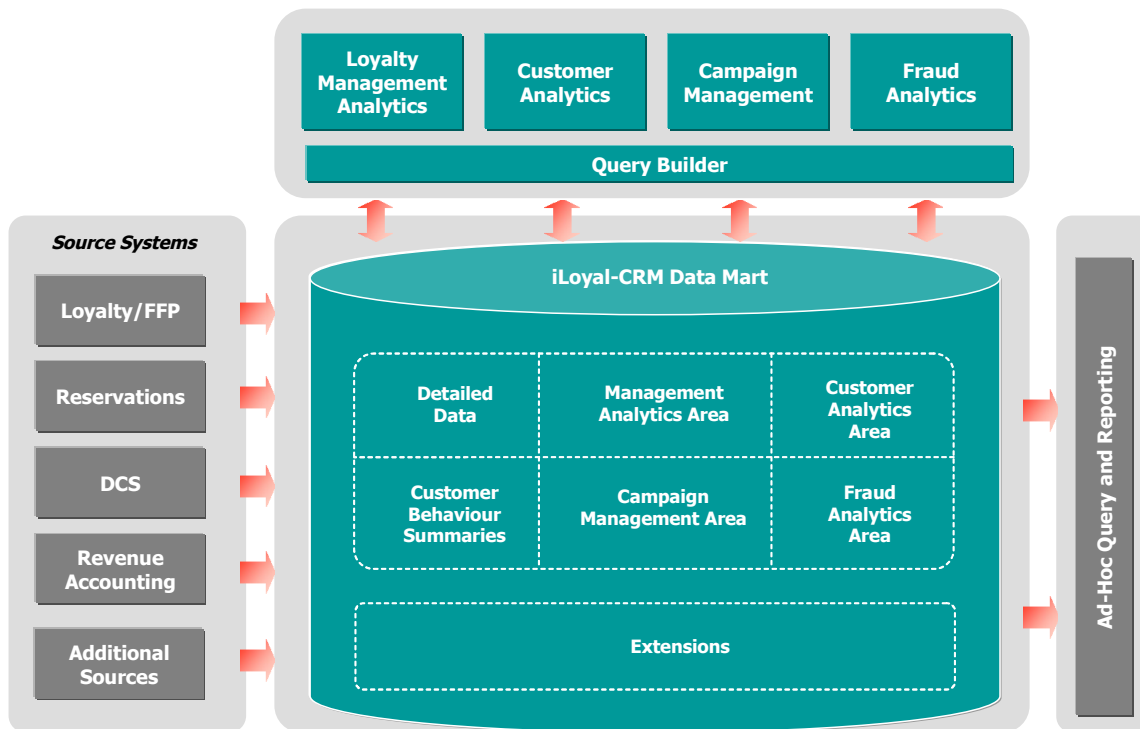 Loyalty
Management
Analytics
Customer
Analytics
Campaign
Management
Fraud
Analytics
Query Builder
Source Systems
Loyalty/FFP
Reservations
DCS
Revenue
Accounting
Additional
Sources
iLoyal-CRM Data Mart
Detailed
Data
Management
Analytics Area
Customer
Analytics
Area
Customer
Behaviour
Summaries
Campaign
Management Area
Fraud
Analytics
Area
Extensions
Ad-Hoc Query and Reporting